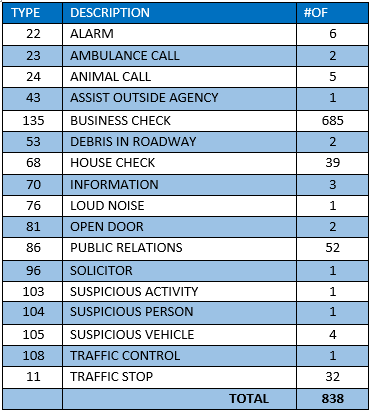 TYPE DESCRIPTION #OF
22 ALARM 6
23 AMBULANCE CALL 2
24 ANIMAL CALL 5
43 ASSIST OUTSIDE AGENCY 1
135 BUSINESS CHECK 685
53 DEBRIS IN ROADWAY 2
68 HOUSE CHECK 39
70 INFORMATION 3
76 LOUD NOISE 1
81 OPEN DOOR 2
86 PUBLIC RELATIONS 52
96 SOLICITOR 1
103 SUSPICIOUS ACTIVITY 1
104 SUSPICIOUS PERSON 1
105 SUSPICIOUS VEHICLE 4
108 TRAFFIC CONTROL 1
11 TRAFFIC STOP 32
TOTAL 838